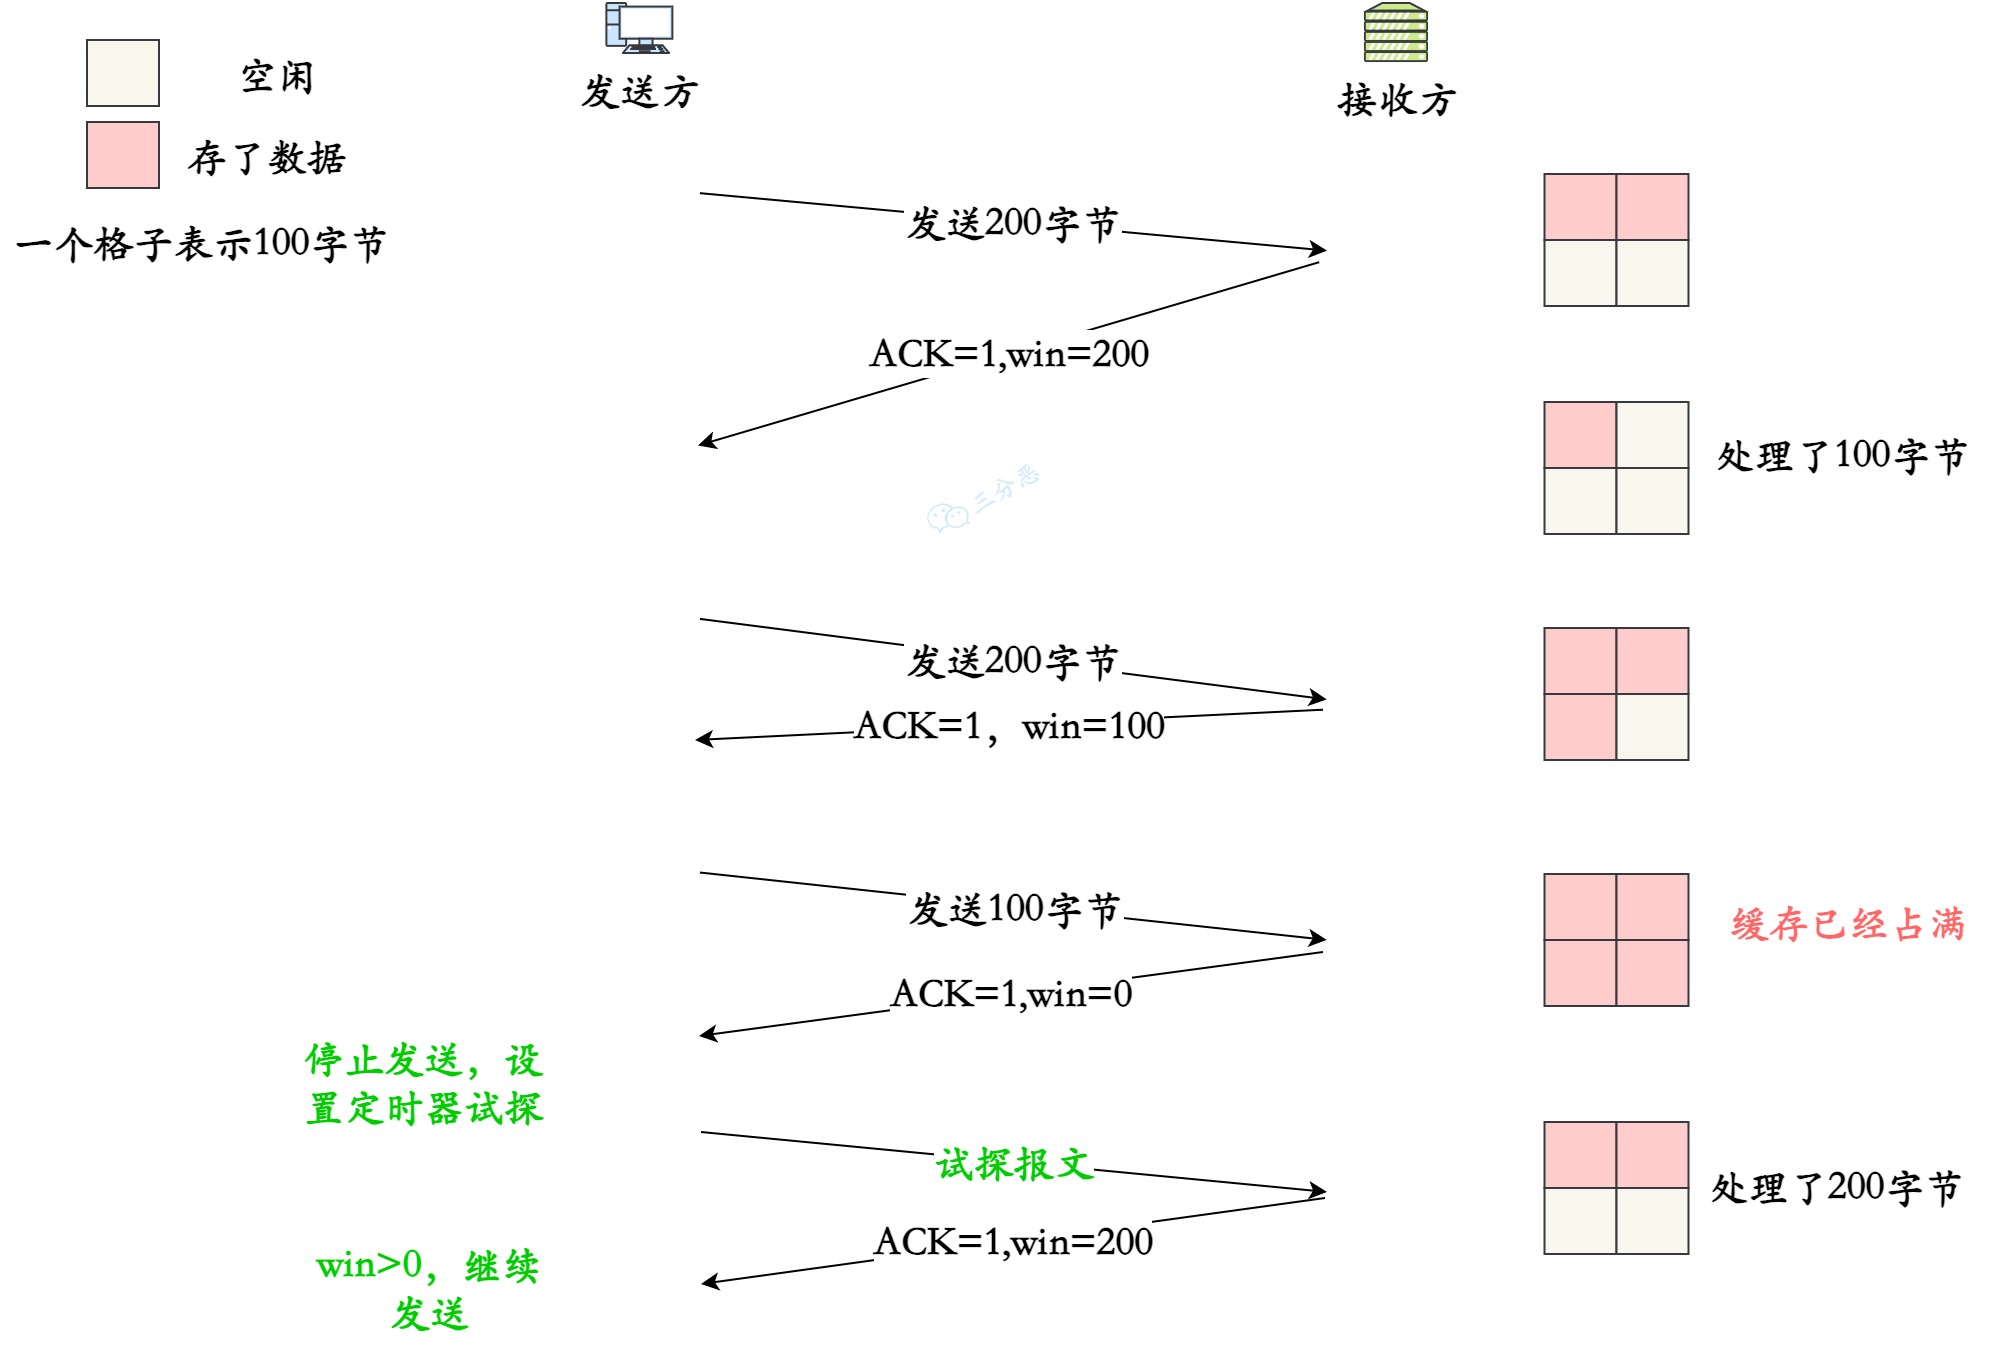 空闲
发送方
接收方
存了数据
一个格子表示100字节
发送200字节
ACK=1,win=200
处理了100字节
三分恶
发送200字节
ACK=1，win=100
发送100字节
缓存已经占满
ACK=1,win=0
停止发送，设
置定时器试探
试探报文
处理了200字节
ACK=1,win=200
win>0，继续
发送